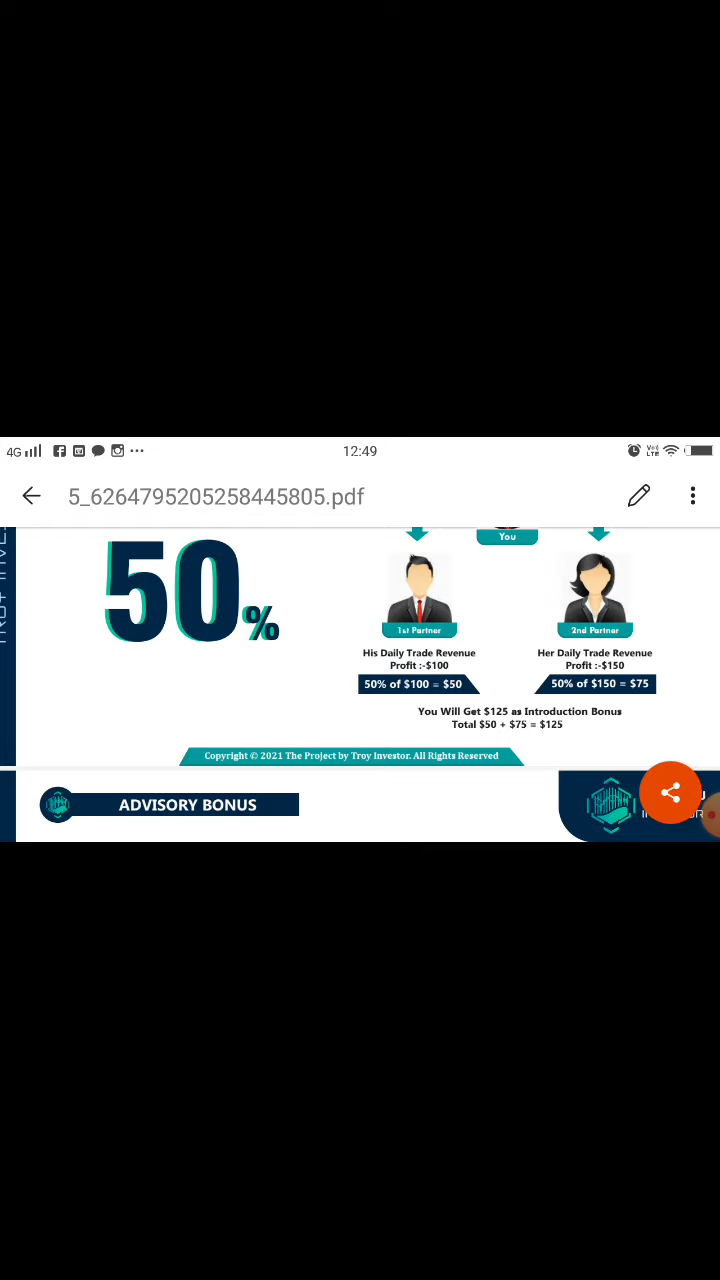 4G 12:49 VoD LTE
5_6264795205258445805.pdf
50%
You
1st Partner
2nd Partner
His Daily Trade Revenue
Profit :-$100
50% of $100 = $50
Her Daily Trade Revenue
Profit :-$150
50% of $150 = $75
You Will Get $125 as Introduction Bonus
Total $50 + $75 = $125
Copyright © 2021 The Project by Troy Investor. All Rights Reserved
ADVISORY BONUS